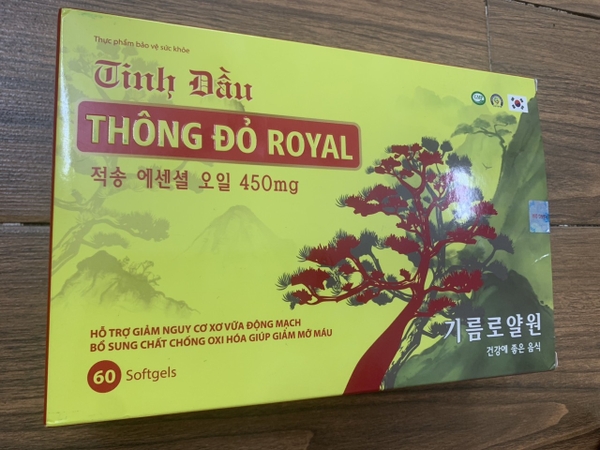 Thực phẩm bảo vệ sức khỏe
Tinh Dầu
THÔNG ĐỎ ROYAL
적송 에센셜 오일 450mg
HỖ TRỢ GIẢM NGUY CƠ XƠ VỮA ĐỘNG MẠCH
BỔ SUNG CHẤT CHỐNG OXI HÓA GIÚP GIẢM MỠ MÁU
60 Softgels
기름로얄원
건강에 좋은 음식